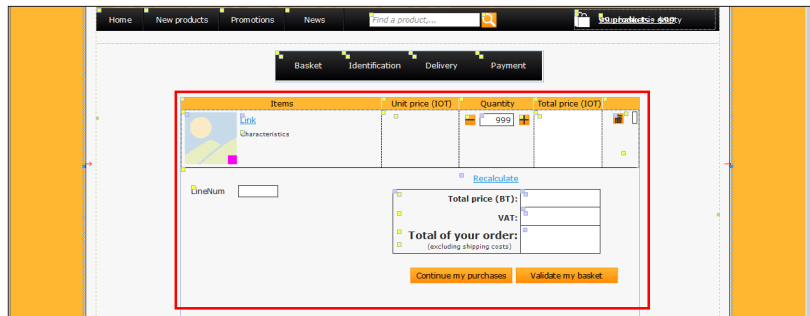 Home New products Promotions News Find a product,...
Basket Identification Delivery Payment
Items Unit price (IOT) Quantity Total price (IOT)
Link 999
Characteristics
Recalculate
LineNum
Total price (BT):
VAT:
Total of your order:
(excluding shipping costs)
Continue my purchases Validate my basket